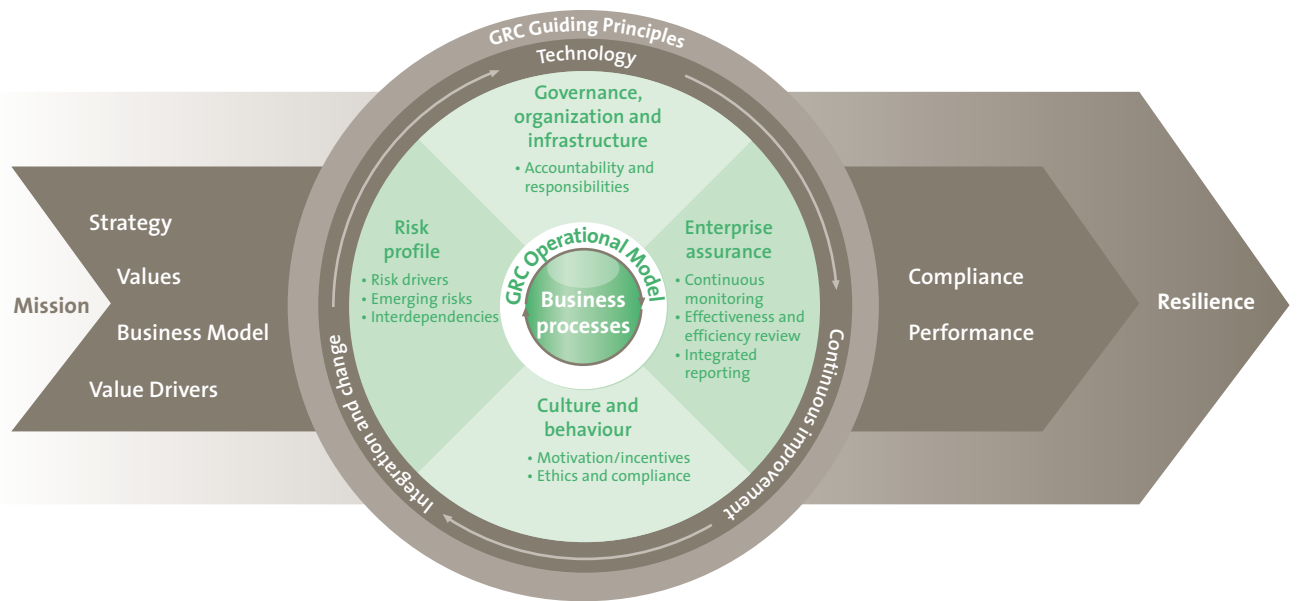 GRC Guiding Principles
Technology
Governance,
organization and
infrastructure
• Accountability and
responsibilities
Mission
Strategy
Values
Business Model
Value Drivers
Risk
profile
• Risk drivers
• Emerging risks
• Interdependencies
GRC Operational Model
Business
processes
Enterprise
assurance
• Continuous
monitoring
• Effectiveness and
efficiency review
• Integrated
reporting
Culture and
behaviour
• Motivation/incentives
• Ethics and compliance
Integration and change
Continuous improvement
Compliance
Performance
Resilience